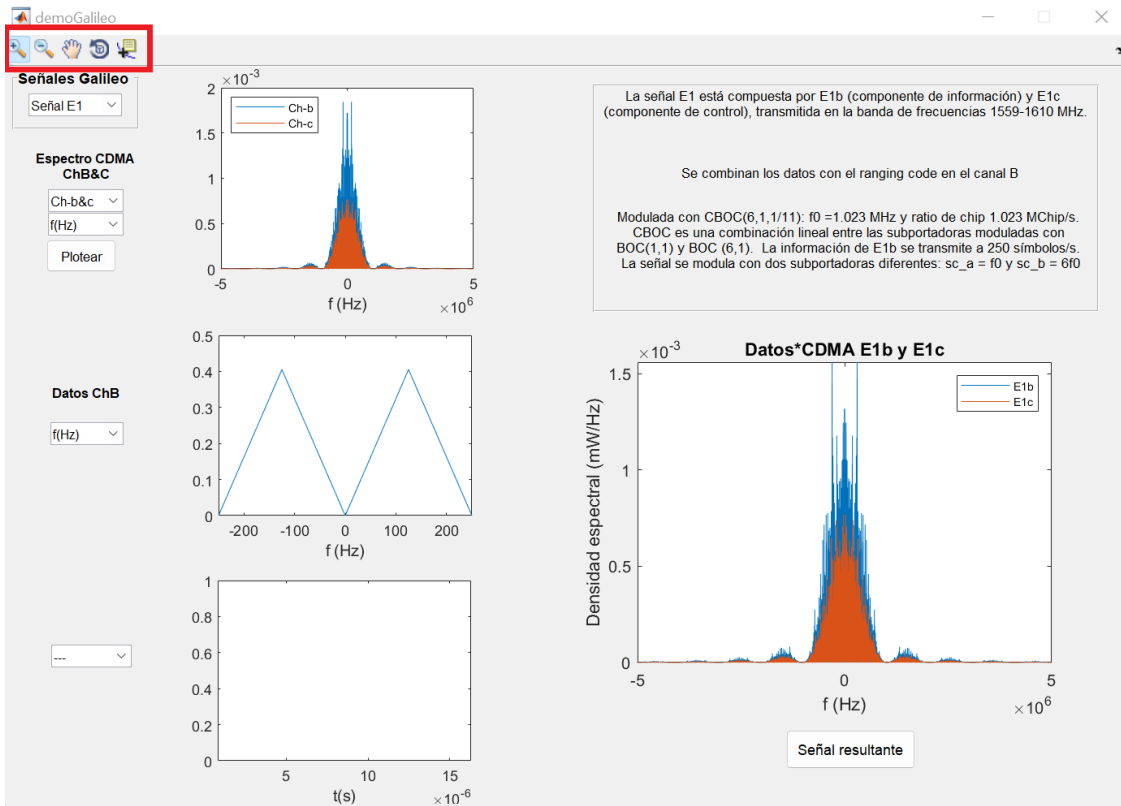 demoGalileo
Señales Galileo
Señal E1
Espectro CDMA
ChB&C
Ch-b&c
f(Hz)
Plotear
×10^-3
2
1.5
1
0.5
0
Ch-b
Ch-c
-5
0
5
f (Hz)
×10^6
La señal E1 está compuesta por E1b (componente de información) y E1c
(componente de control), transmitida en la banda de frecuencias 1559-1610 MHz.
Se combinan los datos con el ranging code en el canal B
Modulada con CBOC(6,1,1/11): f0 =1.023 MHz y ratio de chip 1.023 MChip/s.
CBOC es una combinación lineal entre las subportadoras moduladas con
BOC(1,1) y BOC (6,1). La información de E1b se transmite a 250 símbolos/s.
La señal se modula con dos subportadoras diferentes: sc_a = f0 y sc_b = 6f0
Datos ChB
f(Hz)
0.5
0.4
0.3
0.2
0.1
0
-200
-100
0
100
200
f (Hz)
---
1
0.8
0.6
0.4
0.2
0
5
10
15
t(s)
×10^-6
Datos*CDMA E1b y E1c
×10^-3
1.5
1
0.5
0
Densidad espectral (mW/Hz)
E1b
E1c
-5
0
5
f (Hz)
×10^6
Señal resultante